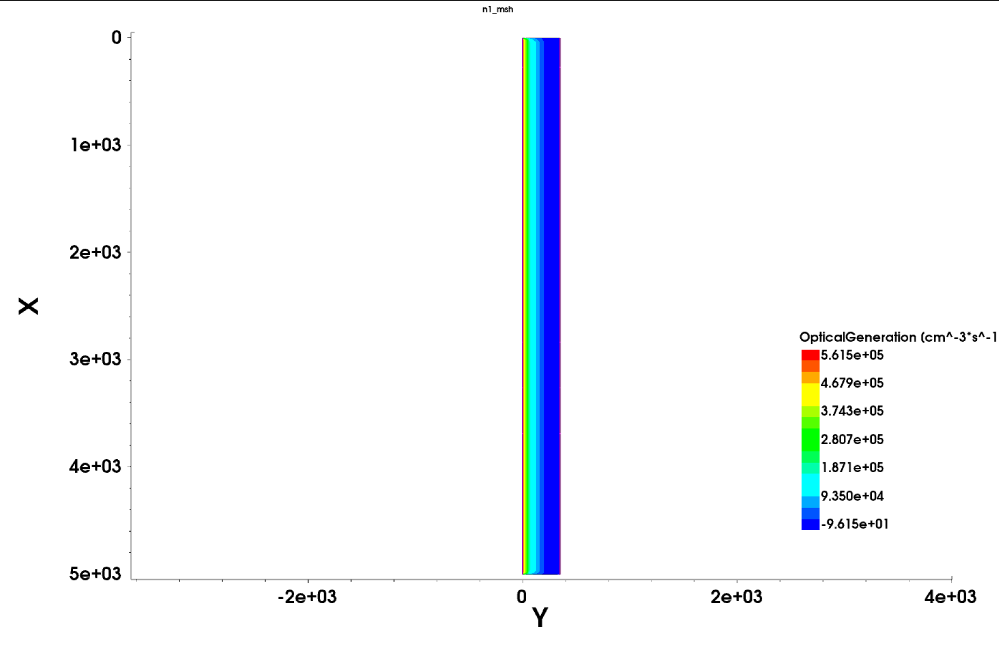 n1_msh
0
1e+03
2e+03
3e+03
4e+03
5e+03
X
-2e+03
0
2e+03
4e+03
Y
OpticalGeneration (cm^-3*s^-1
5.615e+05
4.679e+05
3.743e+05
2.807e+05
1.871e+05
9.350e+04
-9.615e+01